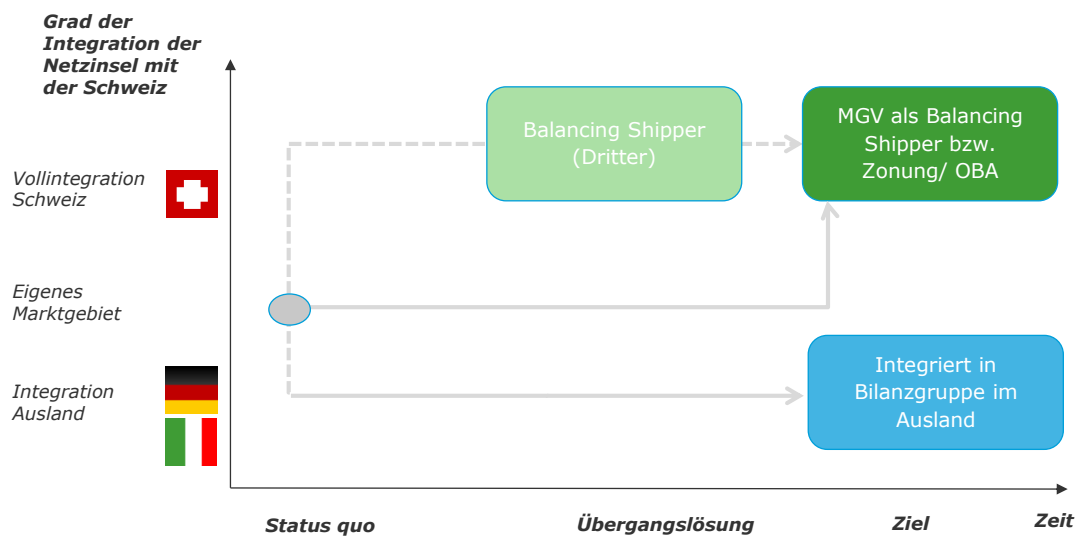 Grad der
Integration der
Netzinsel mit
der Schweiz
Balancing Shipper
(Dritter)
MGV als Balancing
Shipper bzw.
Zonung/ OBA
Vollintegration
Schweiz
Eigenes
Marktgebiet
Integration
Ausland
Integriert in
Bilanzgruppe im
Ausland
Status quo
Übergangslösung
Ziel
Zeit